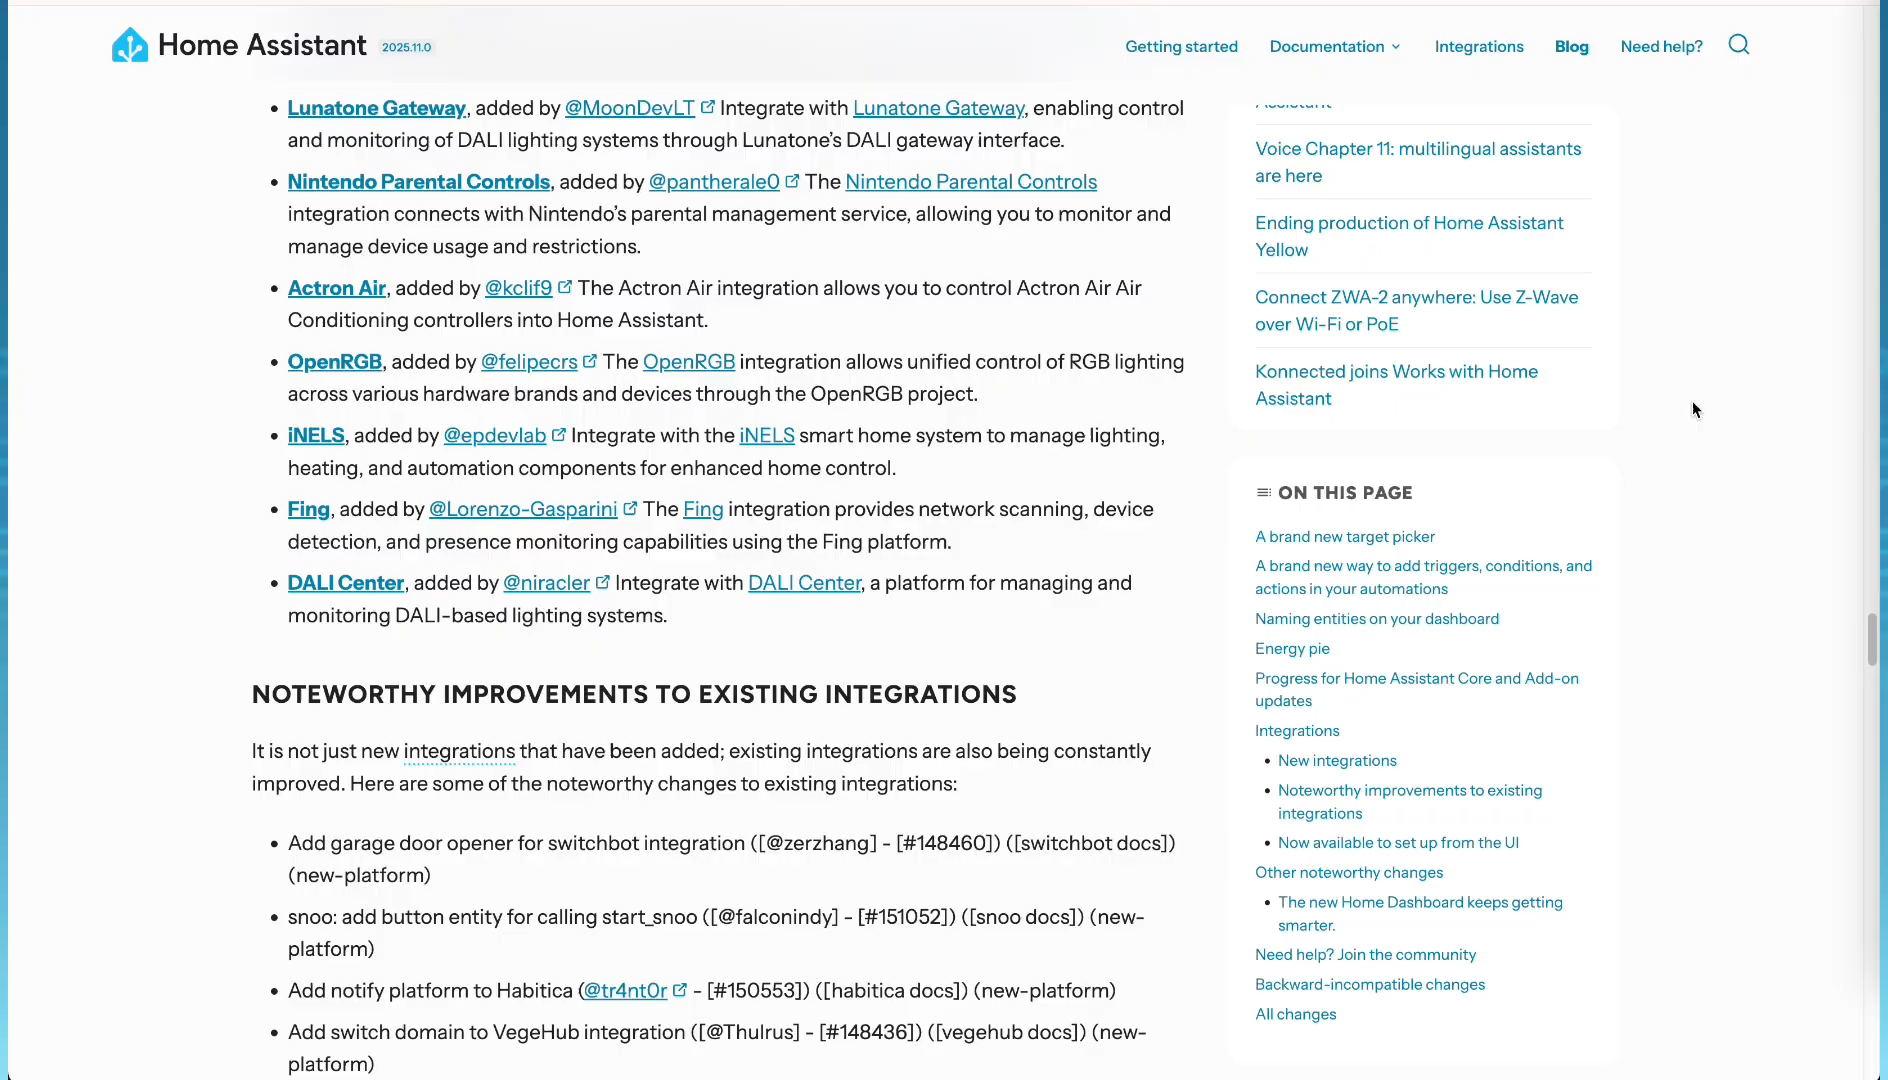 Home Assistant 2025.11.0
Getting started Documentation Integrations Blog Need help?
Lunatone Gateway, added by @MoonDevLT Integrate with Lunatone Gateway, enabling control
and monitoring of DALI lighting systems through Lunatone’s DALI gateway interface.
Nintendo Parental Controls, added by @pantherale0 The Nintendo Parental Controls
integration connects with Nintendo’s parental management service, allowing you to monitor and
manage device usage and restrictions.
Actron Air, added by @kclif9 The Actron Air integration allows you to control Actron Air Air
Conditioning controllers into Home Assistant.
OpenRGB, added by @felipecrs The OpenRGB integration allows unified control of RGB lighting
across various hardware brands and devices through the OpenRGB project.
iNELS, added by @epdevlab Integrate with the iNELS smart home system to manage lighting,
heating, and automation components for enhanced home control.
Fing, added by @Lorenzo-Gasparini The Fing integration provides network scanning, device
detection, and presence monitoring capabilities using the Fing platform.
DALI Center, added by @niracler Integrate with DALI Center, a platform for managing and
monitoring DALI-based lighting systems.
NOTEWORTHY IMPROVEMENTS TO EXISTING INTEGRATIONS
It is not just new integrations that have been added; existing integrations are also being constantly
improved. Here are some of the noteworthy changes to existing integrations:
Add garage door opener for switchbot integration ([@zerzhang] - [#148460]) ([switchbot docs])
(new-platform)
snoo: add button entity for calling start_snoo ([@falconindy] - [#151052]) ([snoo docs]) (new-
platform)
Add notify platform to Habitica (@tr4nt0r - [#150553]) ([habitica docs]) (new-platform)
Add switch domain to VegeHub integration ([@Thulrus] - [#148436]) ([vegehub docs]) (new-
platform)
Assistant
Voice Chapter 11: multilingual assistants
are here
Ending production of Home Assistant
Yellow
Connect ZWA-2 anywhere: Use Z-Wave
over Wi-Fi or PoE
Konnected joins Works with Home
Assistant
ON THIS PAGE
A brand new target picker
A brand new way to add triggers, conditions, and
actions in your automations
Naming entities on your dashboard
Energy pie
Progress for Home Assistant Core and Add-on
updates
Integrations
New integrations
Noteworthy improvements to existing
integrations
Now available to set up from the UI
Other noteworthy changes
The new Home Dashboard keeps getting
smarter.
Need help? Join the community
Backward-incompatible changes
All changes